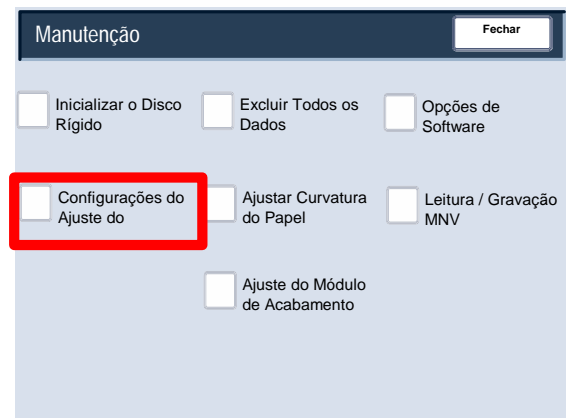 Manutenção
Fechar
Inicializar o Disco
Rígido
Excluir Todos os
Dados
Opções de
Software
Configurações do
Ajuste do
Ajustar Curvatura
do Papel
Leitura / Gravação
MNV
Ajuste do Módulo
de Acabamento